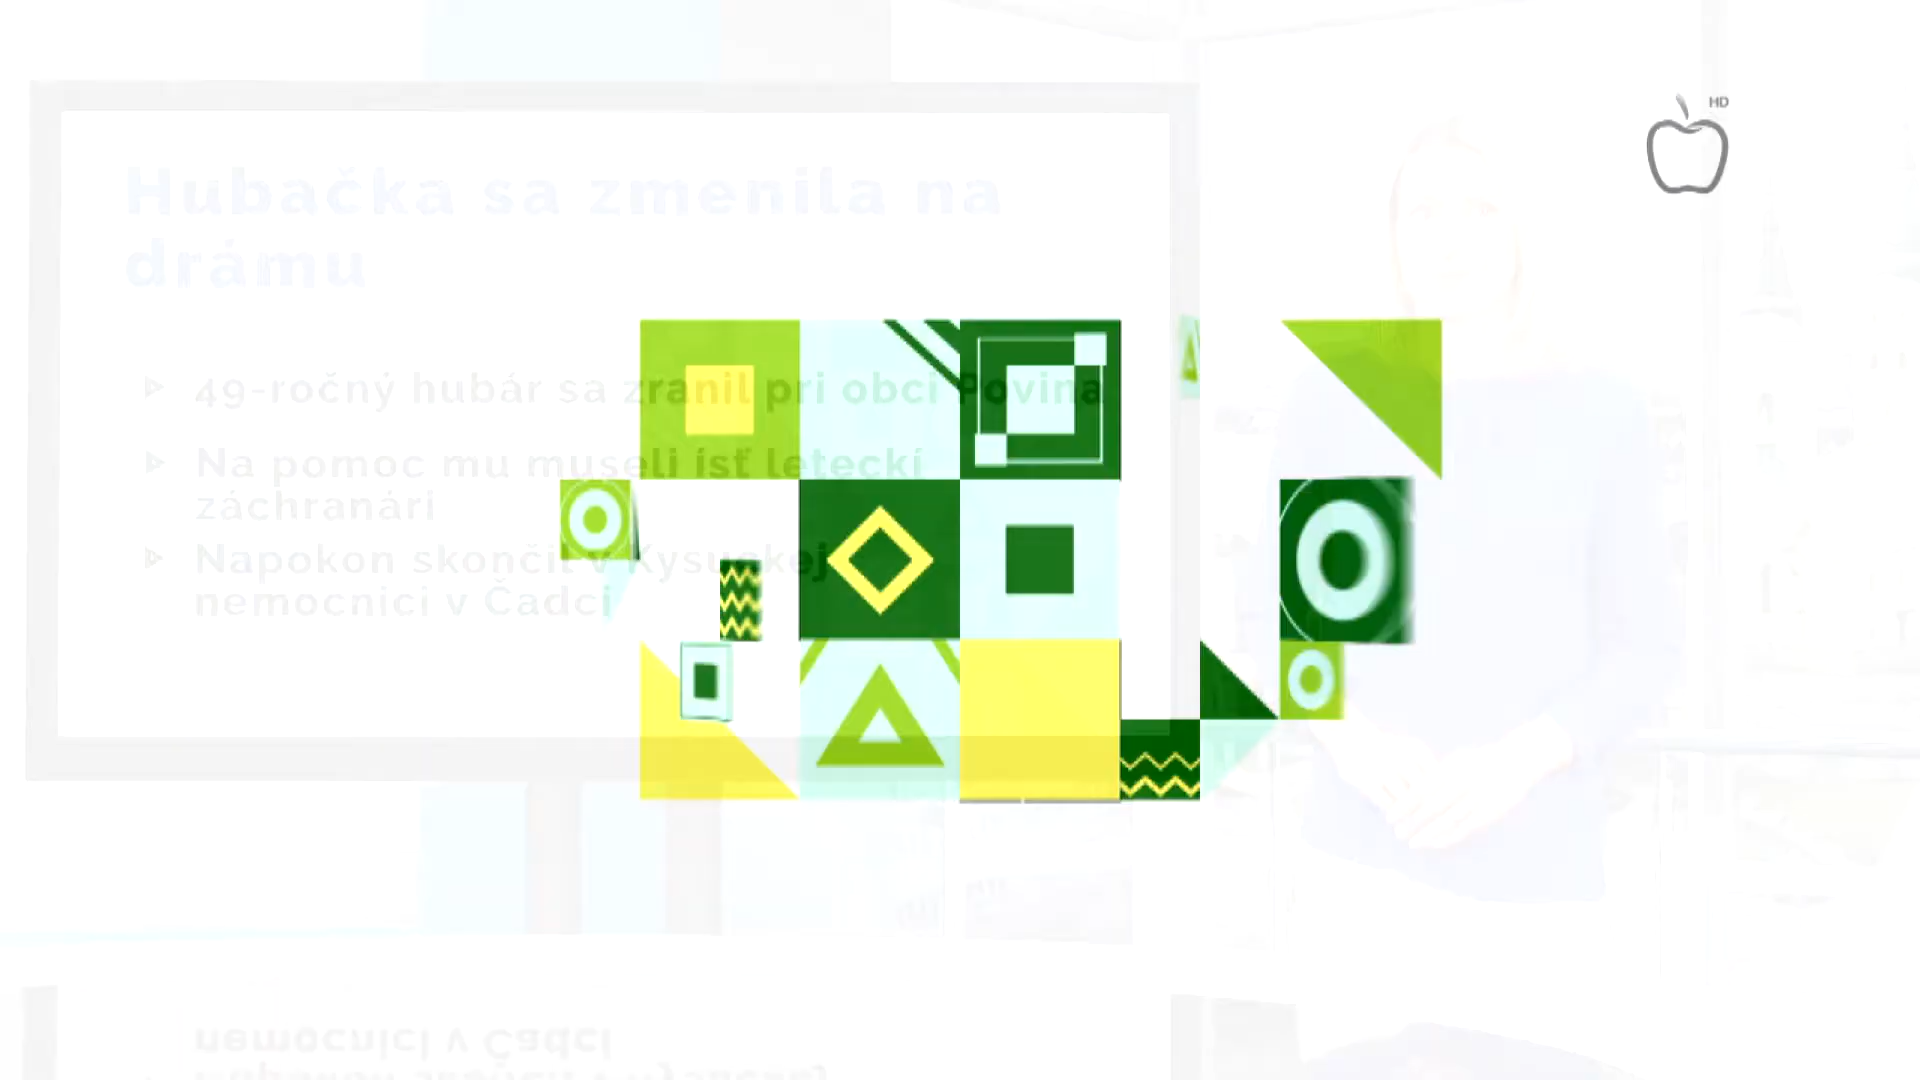 HD
Hubačka sa zmenila na
drámu
49-ročný hubár sa zranil pri obci Povina
Na pomoc mu museli ísť leteckí
záchranári
Napokon skončil v Kysuckej
nemocnici v Čadci